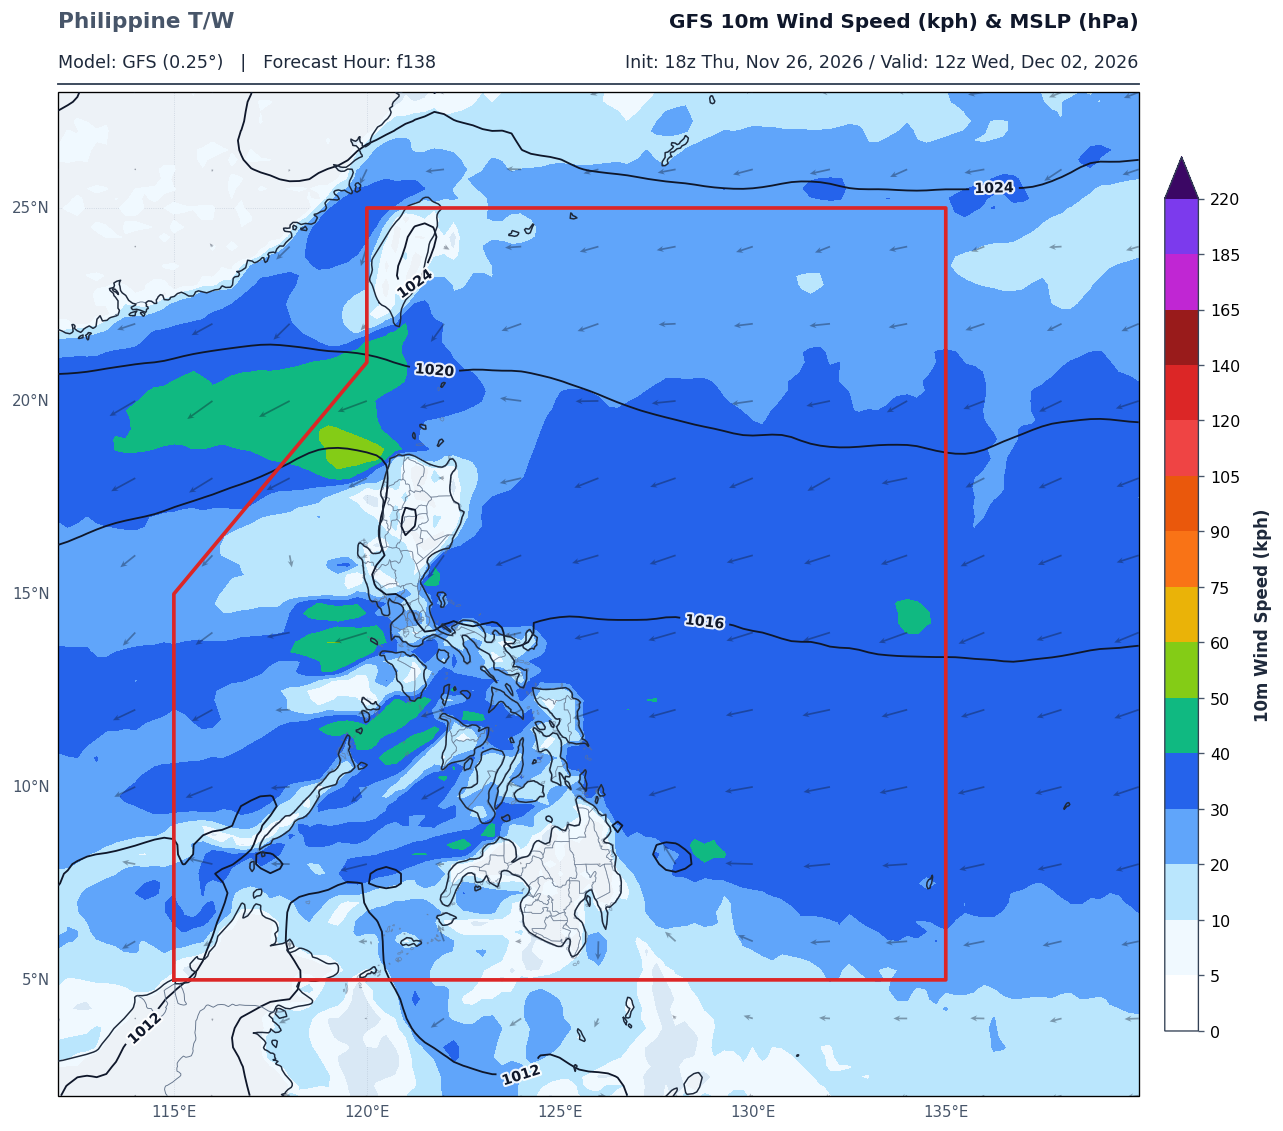 Philippine T/W
GFS 10m Wind Speed (kph) & MSLP (hPa)
Model: GFS (0.25°) | Forecast Hour: f138
Init: 18z Thu, Nov 26, 2026 / Valid: 12z Wed, Dec 02, 2026
1024
1024
1020
1016
1012
1012
25°N
20°N
15°N
10°N
5°N
115°E
120°E
125°E
130°E
135°E
220
185
165
140
120
105
90
75
60
50
40
30
20
10
5
0
10m Wind Speed (kph)